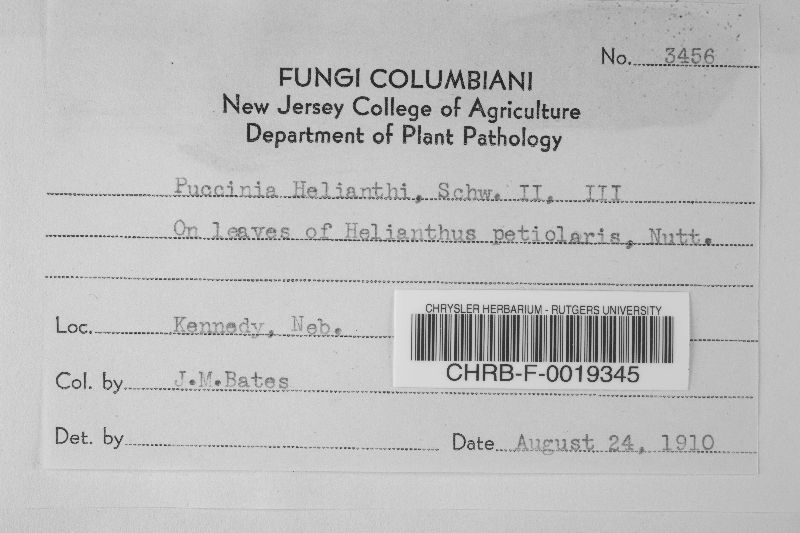 No. 3456
FUNGI COLUMBIANI
New Jersey College of Agriculture
Department of Plant Pathology
Puccinia Helianthi, Schw. II, III
On leaves of Helianthus petiolaris, Nutt.
Loc. Kennedy, Neb.
CHRYSLER HERBARIUM - RUTGERS UNIVERSITY
CHRB-F-0019345
Col. by J.M.Bates
Det. by
Date August 24, 1910